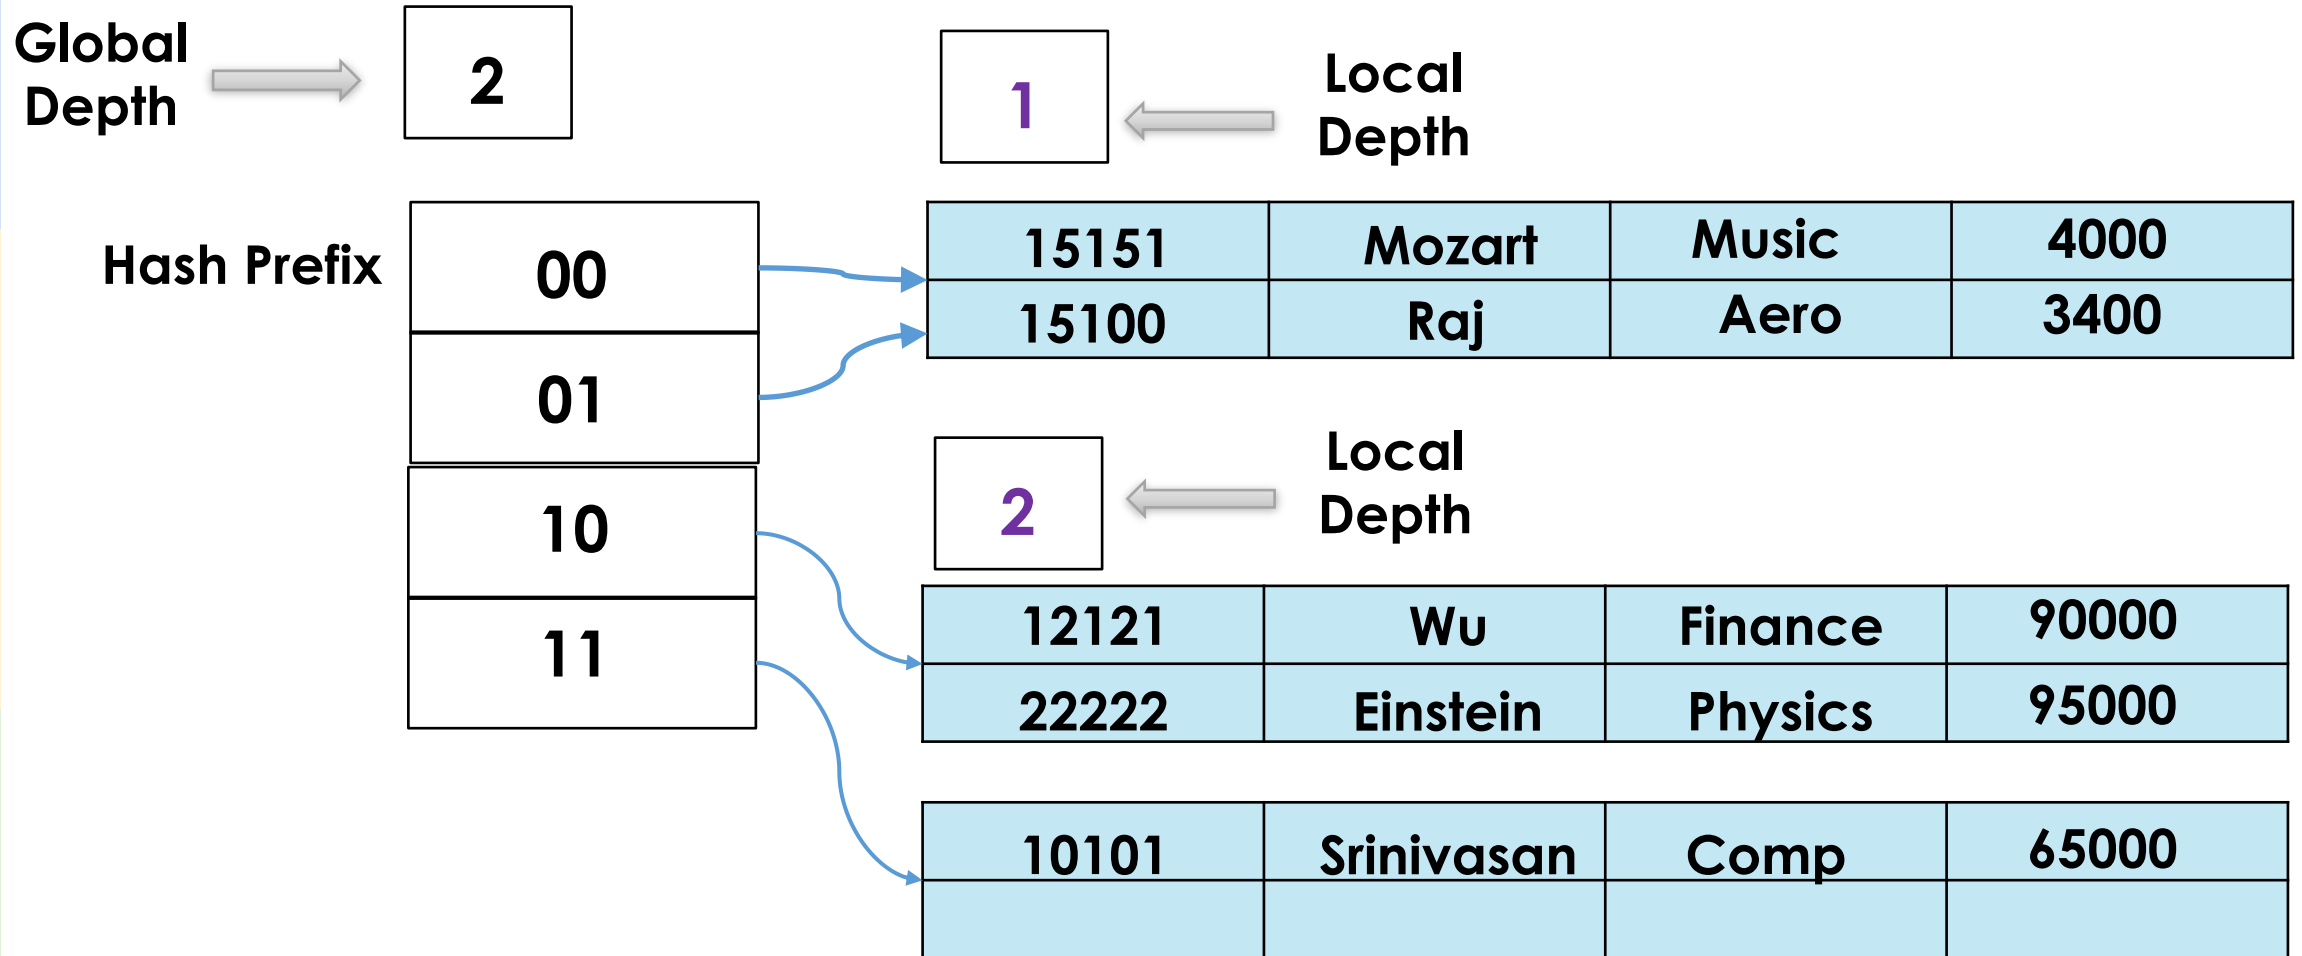 Global
Depth
2
1
Local
Depth
Hash Prefix
00
01
10
11
15151 Mozart Music 4000
15100 Raj Aero 3400
2
Local
Depth
12121 Wu Finance 90000
22222 Einstein Physics 95000
10101 Srinivasan Comp 65000